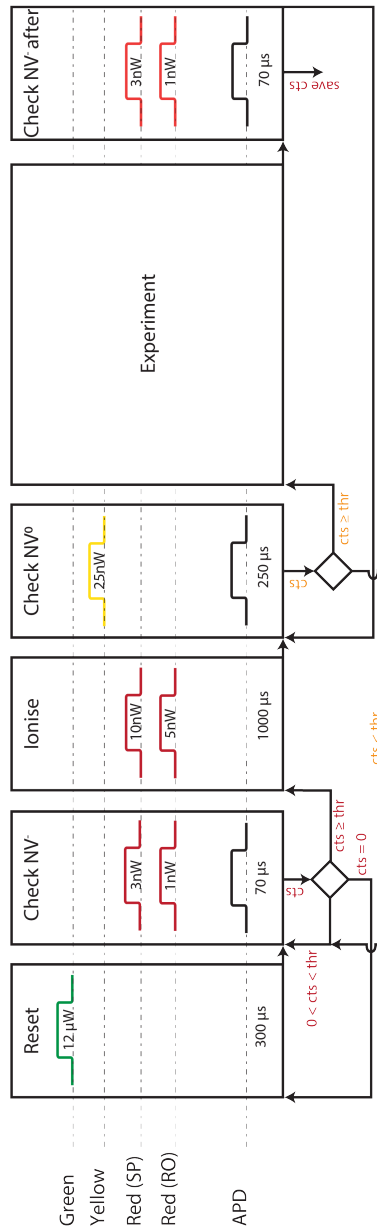 Reset
Check NV⁻
Ionise
Check NV⁰
Experiment
Check NV⁻ after
Green
12 µW
Yellow
25nW
Red (SP)
3nW
10nW
3nW
Red (RO)
1nW
5nW
1nW
APD
300 µs
70 µs
1000 µs
250 µs
70 µs
cts
cts
save cts
0 < cts < thr
cts ≥ thr
cts = 0
cts ≥ thr
cts < thr